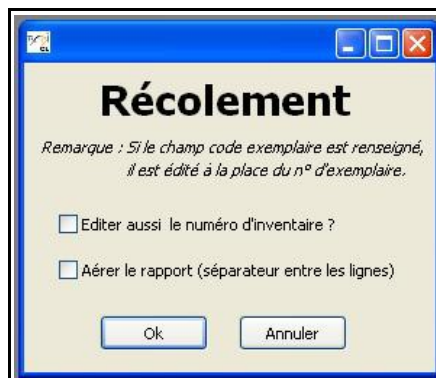 Récolement
Remarque : Si le champ code exemplaire est renseigné,
il est édité à la place du n° d'exemplaire.
Editer aussi le numéro d'inventaire ?
Aérer le rapport (séparateur entre les lignes)
Ok
Annuler